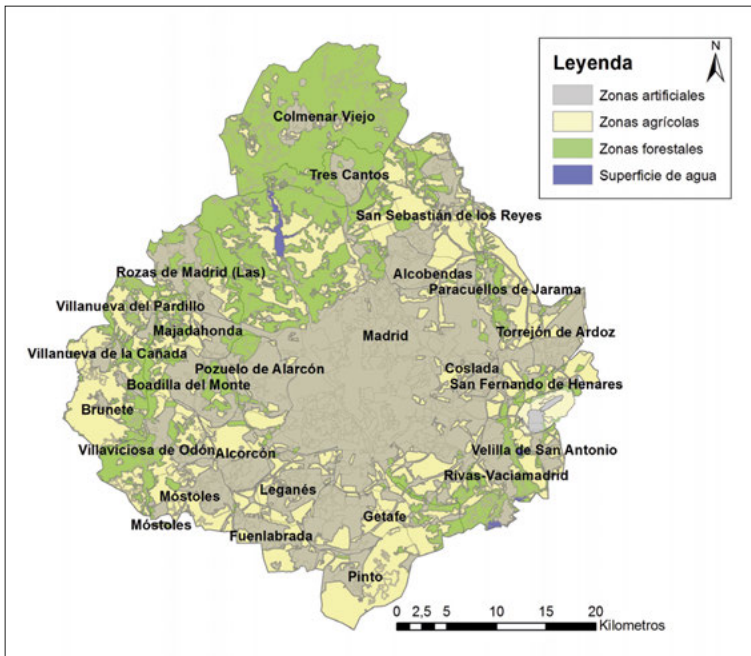 Leyenda
N
Zonas artificiales
Zonas agrícolas
Zonas forestales
Superficie de agua
Colmenar Viejo
Tres Cantos
San Sebastián de los Reyes
Rozas de Madrid (Las)
Alcobendas
Paracuellos de Jarama
Villanueva del Pardillo
Majadahonda
Madrid
Torrejón de Ardoz
Villanueva de la Cañada
Pozuelo de Alarcón
Coslada
Boadilla del Monte
San Fernando de Henares
Brunete
Villaviciosa de Odón
Alcorcón
Velilla de San Antonio
Rivas-Vaciamadrid
Móstoles
Leganés
Getafe
Móstoles
Fuenlabrada
Pinto
0 2,5 5 10 15 20
Kilometros